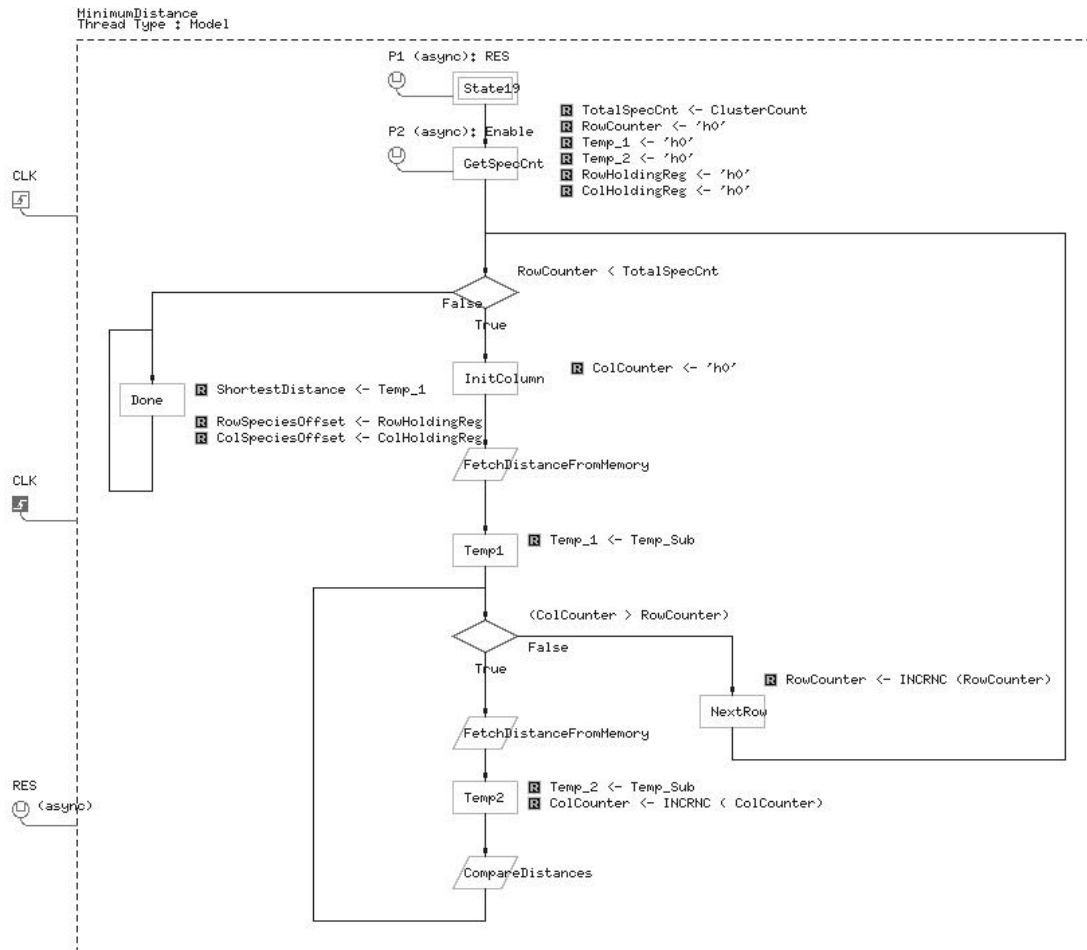 MinimumDistance
Thread Type : Model
P1 (async): RES
State19
P2 (async): Enable
GetSpecCnt
R TotalSpecCnt <- ClusterCount
R RowCounter <- 'h0'
R Temp_1 <- 'h0'
R Temp_2 <- 'h0'
R RowHoldingReg <- 'h0'
R ColHoldingReg <- 'h0'
CLK
RowCounter < TotalSpecCnt
False
True
InitColumn
R ColCounter <- 'h0'
Done
R ShortestDistance <- Temp_1
R RowSpeciesOffset <- RowHoldingReg
R ColSpeciesOffset <- ColHoldingReg
FetchDistanceFromMemory
CLK
Temp1
R Temp_1 <- Temp_Sub
(ColCounter > RowCounter)
False
True
R RowCounter <- INCRNC (RowCounter)
NextRow
FetchDistanceFromMemory
RES
(async)
Temp2
R Temp_2 <- Temp_Sub
R ColCounter <- INCRNC ( ColCounter)
CompareDistances